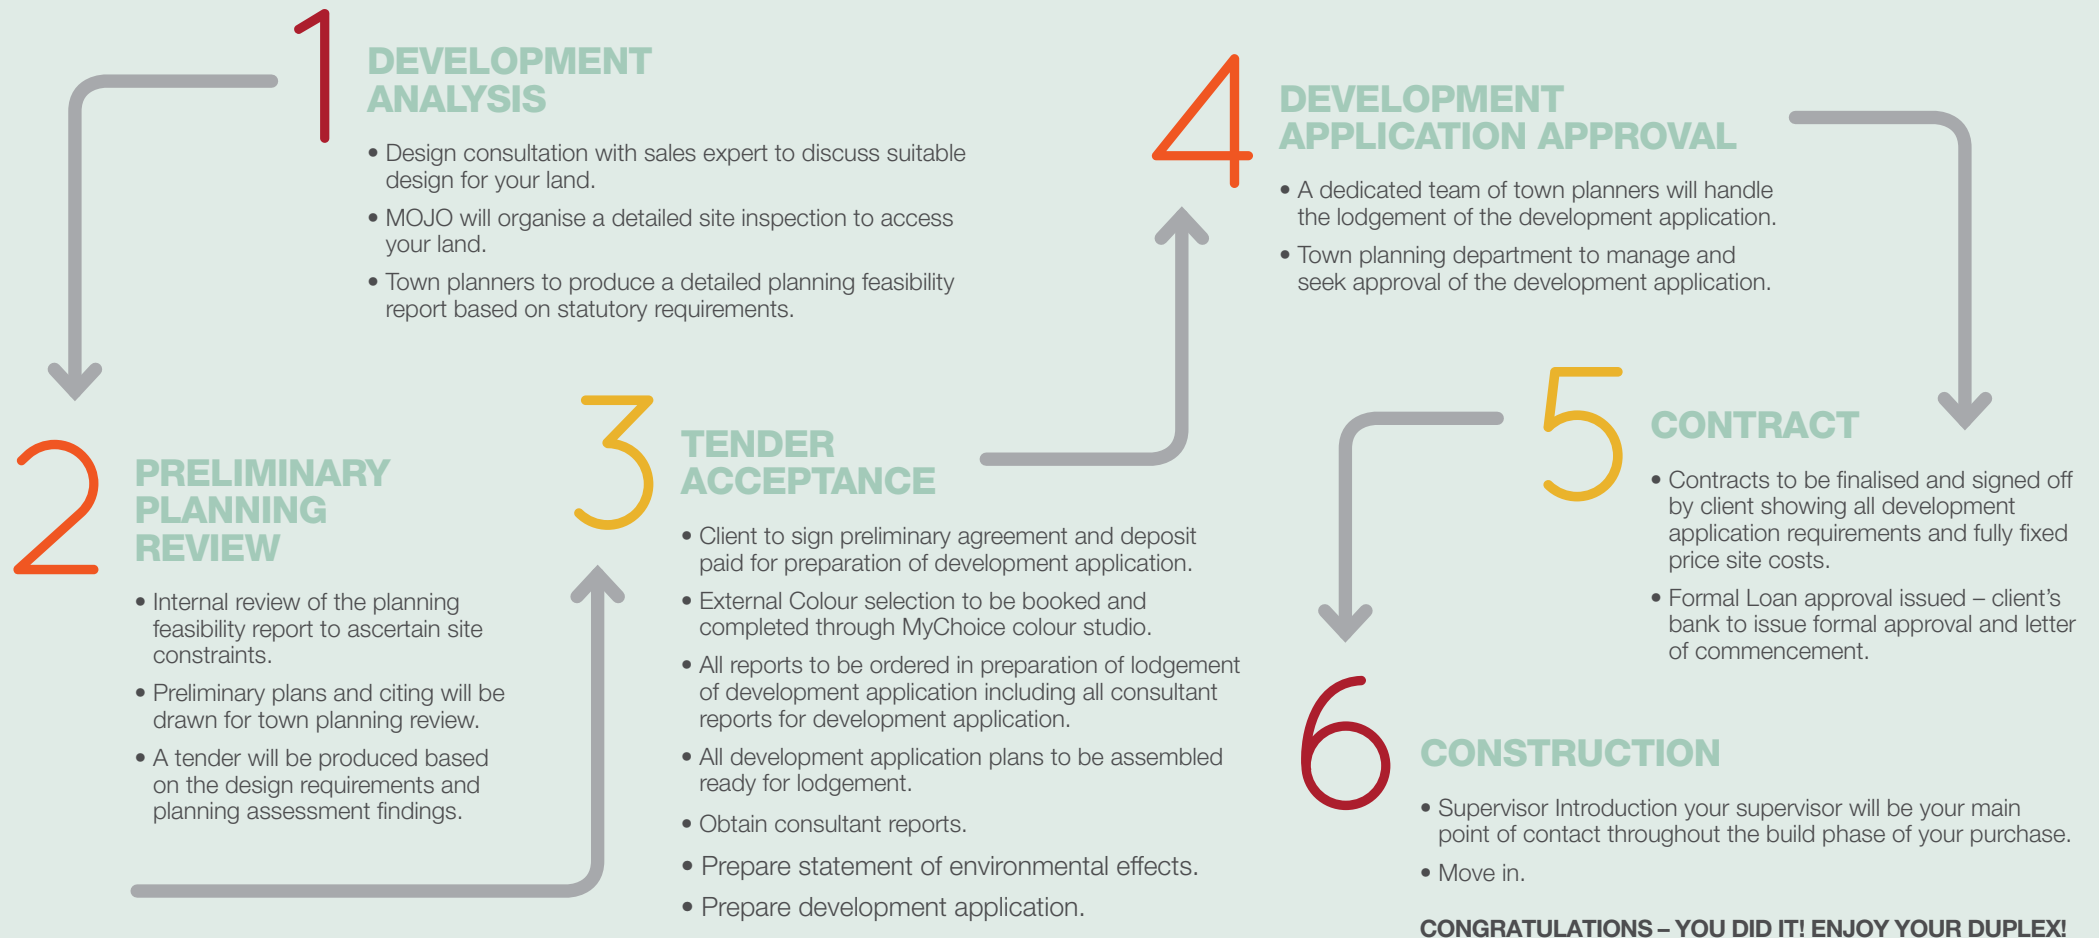 1
DEVELOPMENT
ANALYSIS
• Design consultation with sales expert to discuss suitable
design for your land.
• MOJO will organise a detailed site inspection to access
your land.
• Town planners to produce a detailed planning feasibility
report based on statutory requirements.
2
PRELIMINARY
PLANNING
REVIEW
• Internal review of the planning
feasibility report to ascertain site
constraints.
• Preliminary plans and citing will be
drawn for town planning review.
• A tender will be produced based
on the design requirements and
planning assessment findings.
3
TENDER
ACCEPTANCE
• Client to sign preliminary agreement and deposit
paid for preparation of development application.
• External Colour selection to be booked and
completed through MyChoice colour studio.
• All reports to be ordered in preparation of lodgement
of development application including all consultant
reports for development application.
• All development application plans to be assembled
ready for lodgement.
• Obtain consultant reports.
• Prepare statement of environmental effects.
• Prepare development application.
4
DEVELOPMENT
APPLICATION APPROVAL
• A dedicated team of town planners will handle
the lodgement of the development application.
• Town planning department to manage and
seek approval of the development application.
5
CONTRACT
• Contracts to be finalised and signed off
by client showing all development
application requirements and fully fixed
price site costs.
• Formal Loan approval issued – client’s
bank to issue formal approval and letter
of commencement.
6
CONSTRUCTION
• Supervisor Introduction your supervisor will be your main
point of contact throughout the build phase of your purchase.
• Move in.
CONGRATULATIONS – YOU DID IT! ENJOY YOUR DUPLEX!